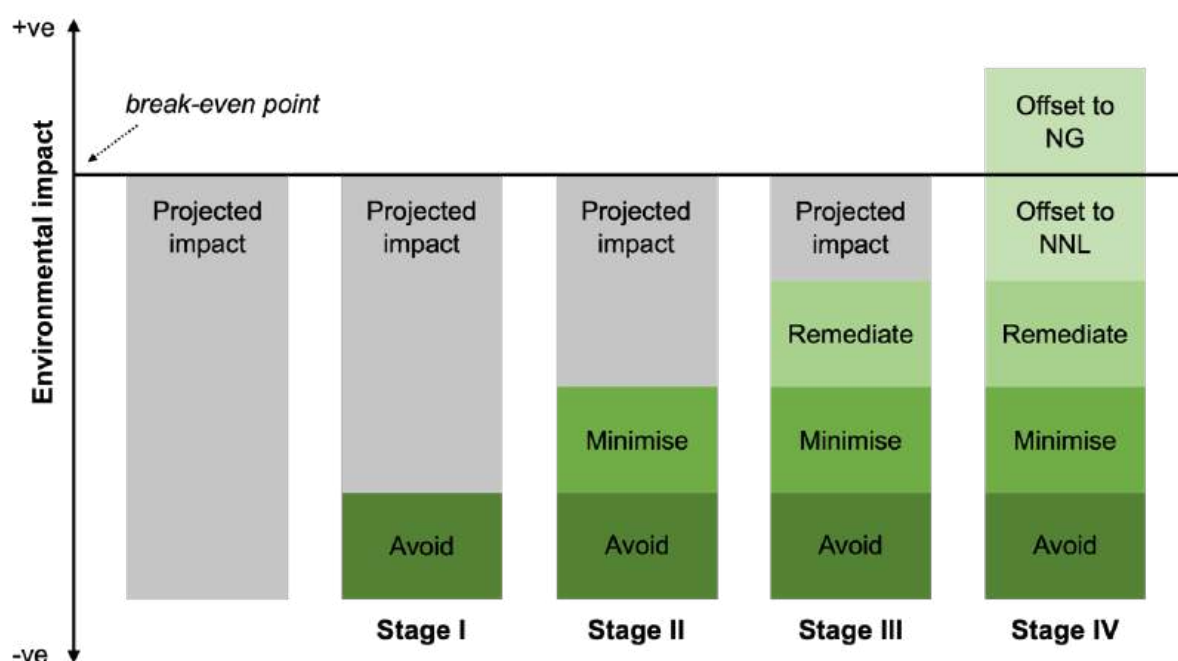 +ve
break-even point
Environmental impact
Offset to
NG
Projected
impact
Projected
impact
Projected
impact
Projected
impact
Offset to
NNL
Remediate
Remediate
Minimise
Minimise
Minimise
Avoid
Avoid
Avoid
Avoid
Stage I
Stage II
Stage III
Stage IV
-ve